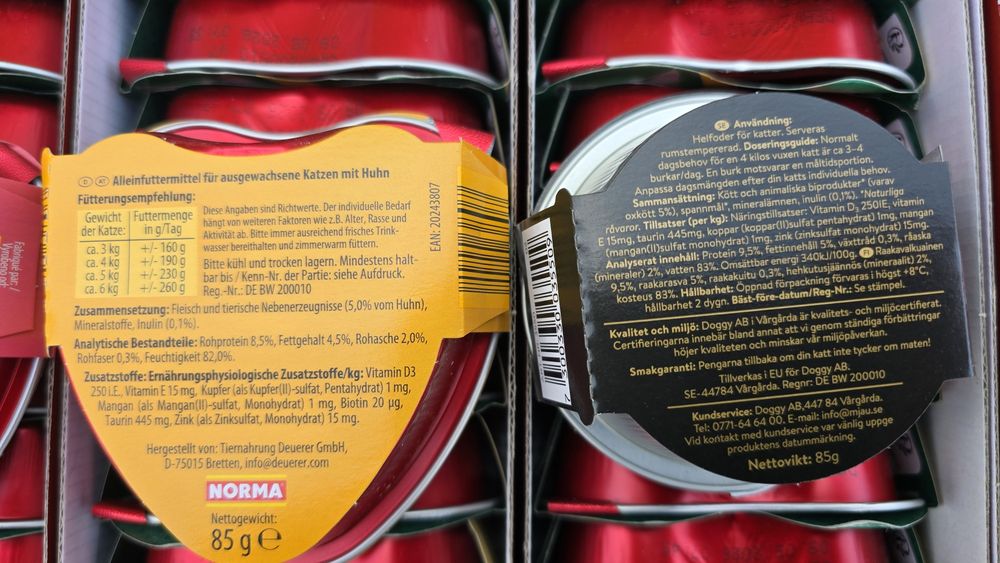 Ⓓ Ⓐ Alleinfuttermittel für ausgewachsene Katzen mit Huhn
Fütterungsempfehlung:
Gewicht der Katze: Futtermenge in g/Tag
ca. 3 kg +/- 160 g
ca. 4 kg +/- 190 g
ca. 5 kg +/- 230 g
ca. 6 kg +/- 260 g
Diese Angaben sind Richtwerte. Der individuelle Bedarf
hängt von weiteren Faktoren wie z.B. Alter, Rasse und
Aktivität ab. Bitte immer ausreichend frisches Trink-
wasser bereithalten und zimmerwarm füttern.
Bitte kühl und trocken lagern. Mindestens halt-
bar bis / Kenn-Nr. der Partie: siehe Aufdruck.
Reg.-Nr.: DE BW 200010
Zusammensetzung: Fleisch und tierische Nebenerzeugnisse (5,0% vom Huhn),
Mineralstoffe, Inulin (0,1%).
Analytische Bestandteile: Rohprotein 8,5%, Fettgehalt 4,5%, Rohasche 2,0%,
Rohfaser 0,3%, Feuchtigkeit 82,0%.
Zusatzstoffe: Ernährungsphysiologische Zusatzstoffe/kg: Vitamin D3
250 i.E., Vitamin E 15 mg, Kupfer (als Kupfer(II)-sulfat, Pentahydrat) 1 mg,
Mangan (als Mangan(II)-sulfat, Monohydrat) 1 mg, Biotin 20 µg,
Taurin 445 mg, Zink (als Zinksulfat, Monohydrat) 15 mg.
Hergestellt von: Tiernahrung Deuerer GmbH,
D-75015 Bretten, info@deuerer.com
NORMA
Nettogewicht:
85 g ℮
EAN: 20243807
Fabriqué par:/
SE Användning:
Helfoder för katter. Serveras
rumstempererad. Doseringsguide: Normalt
dagsbehov för en 4 kilos vuxen katt är ca 3-4
burkar/dag. En burk motsvarar en måltidsportion.
Anpassa dagsmängden efter din katts individuella behov.
Sammansättning: Kött och animaliska biprodukter* (varav
oxkött 5%), spannmål*, mineralämnen, inulin (0,1%). *Naturliga
råvaror. Tillsatser (per kg): Näringstillsatser: Vitamin D3 250IE, vitamin
E 15mg, taurin 445mg, koppar (koppar(II)sulfat pentahydrat) 1mg, mangan
(mangan(II)sulfat monohydrat) 1mg, zink (zinksulfat monohydrat) 15mg.
Analyserat innehåll: Protein 9,5%, fettinnehåll 5%, växttråd 0,3%, råaska
(mineraler) 2%, vatten 83%. Omsättbar energi 340kJ/100g. FI Raakavalkuainen
9,5%, raakarasva 5%, raakakuitu 0,3%, hehkutusjäännös (mineraalit) 2%,
kosteus 83%. Hållbarhet: Öppnad förpackning förvaras i högst +8°C,
hållbarhet 2 dygn. Bäst-före-datum/Reg-Nr.: Se stämpel.
Kvalitet och miljö: Doggy AB i Vårgårda är kvalitets- och miljöcertifierat.
Certifieringarna innebär bland annat att vi genom ständiga förbättringar
höjer kvaliteten och minskar vår miljöpåverkan.
Smakgaranti: Pengarna tillbaka om din katt inte tycker om maten!
Tillverkas i EU för Doggy AB.
SE-44784 Vårgårda. Regnr: DE BW 200010
Kundservice: Doggy AB,447 84 Vårgårda.
Tel: 0771-64 64 00. E-mail: info@mjau.se
Vid kontakt med kundservice var vänlig uppge
produktens datummärkning.
Nettovikt: 85g